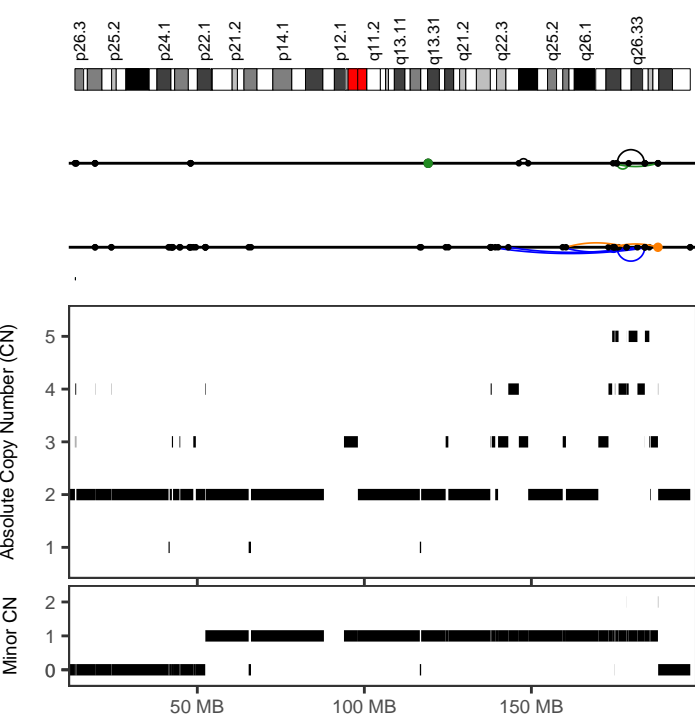 p26.3 p25.2 p24.1 p22.1 p21.2 p14.1 p12.1 q11.2 q13.11 q13.31 q21.2 q22.3 q25.2 q26.1 q26.33
Absolute Copy Number (CN)
5
4
3
2
1
Minor CN
2
1
0
50 MB 100 MB 150 MB